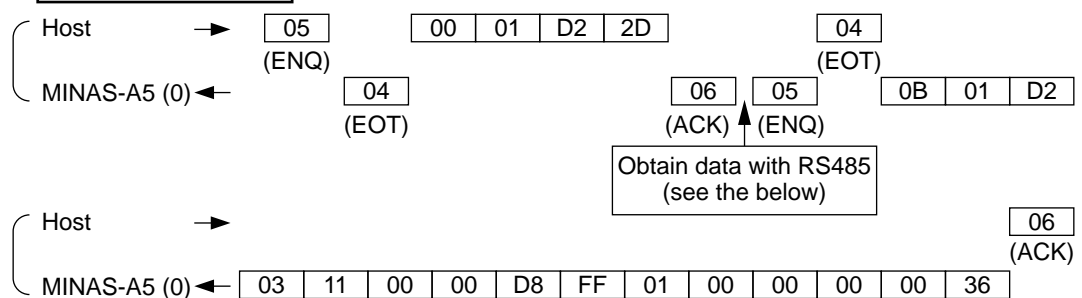 Host 05 00 01 D2 2D 04
(ENQ) (EOT)
MINAS-A5 (0) 04 06 05 0B 01 D2
(EOT) (ACK) (ENQ)
Obtain data with RS485
(see the below)
Host 06
(ACK)
MINAS-A5 (0) 03 11 00 00 D8 FF 01 00 00 00 00 36